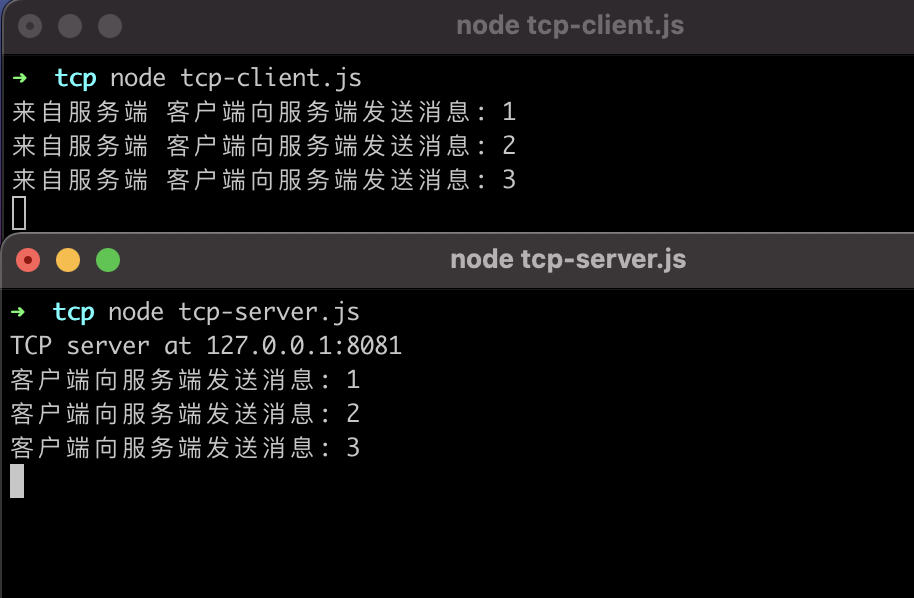 node tcp-client.js
➜ tcp node tcp-client.js
来自服务端 客户端向服务端发送消息: 1
来自服务端 客户端向服务端发送消息: 2
来自服务端 客户端向服务端发送消息: 3
node tcp-server.js
➜ tcp node tcp-server.js
TCP server at 127.0.0.1:8081
客户端向服务端发送消息: 1
客户端向服务端发送消息: 2
客户端向服务端发送消息: 3